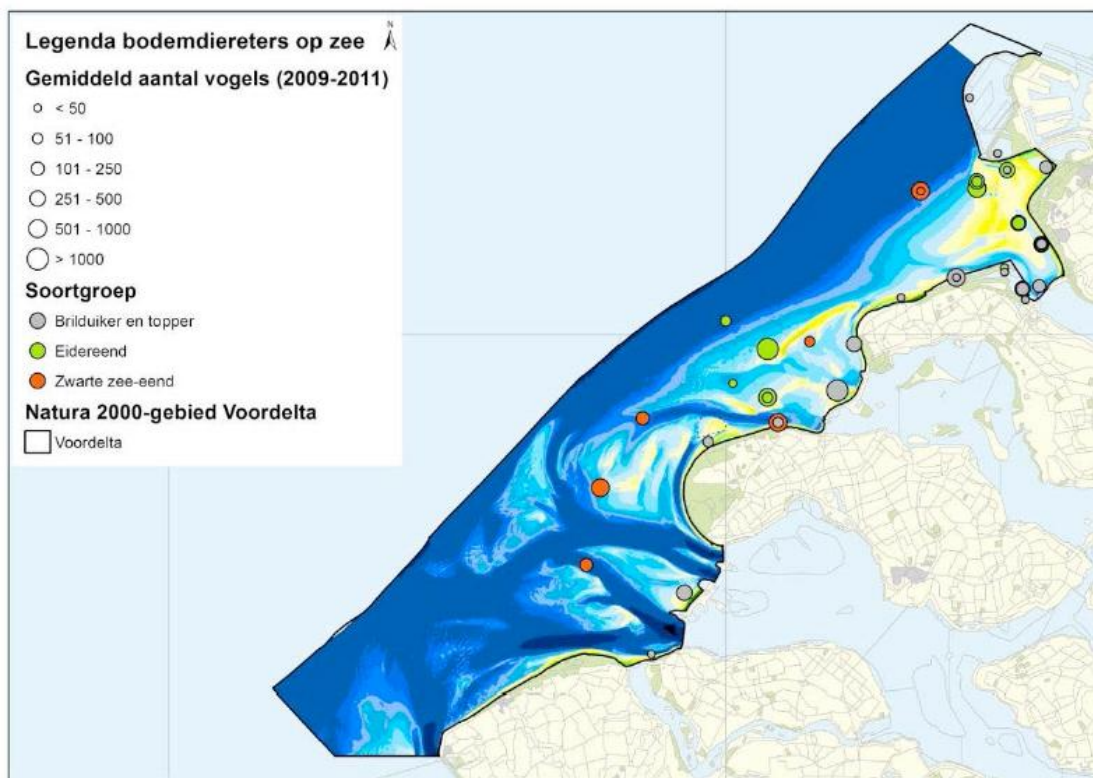 Legenda bodemdiereters op zee
N
Gemiddeld aantal vogels (2009-2011)
< 50
51 - 100
101 - 250
251 - 500
501 - 1000
> 1000
Soortgroep
Brilduiker en topper
Eidereend
Zwarte zee-eend
Natura 2000-gebied Voordelta
Voordelta